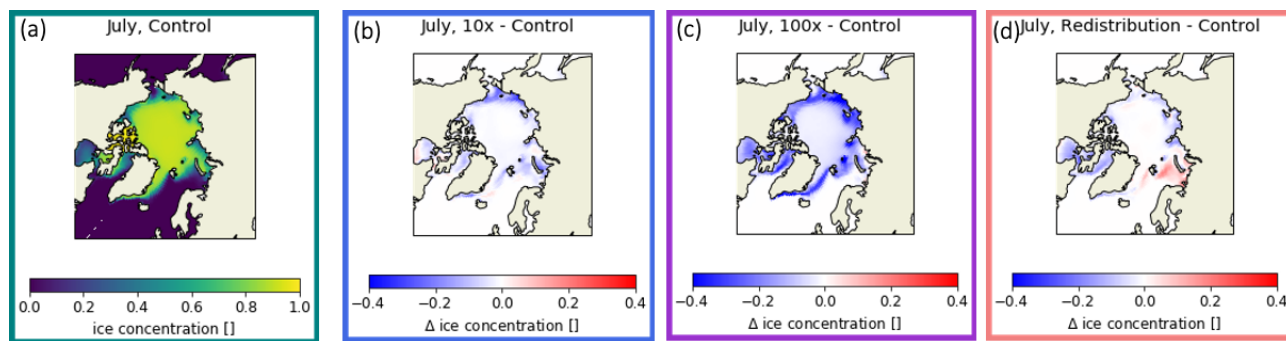 (a) July, Control
0.0 0.2 0.4 0.6 0.8 1.0
ice concentration []
(b) July, 10x - Control
−0.4 −0.2 0.0 0.2 0.4
Δ ice concentration []
(c) July, 100x - Control
−0.4 −0.2 0.0 0.2 0.4
Δ ice concentration []
(d) July, Redistribution - Control
−0.4 −0.2 0.0 0.2 0.4
Δ ice concentration []